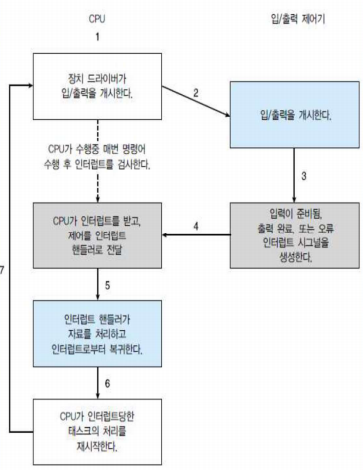 CPU
입/출력 제어기
1
장치 드라이버가
입/출력을 개시한다.
2
입/출력을 개시한다.
CPU가 수행중 매번 명령어
수행 후 인터럽트를 검사한다.
3
CPU가 인터럽트를 받고,
제어를 인터럽트
핸들러로 전달
4
입력이 준비됨,
출력 완료, 또는 오류
인터럽트 시그널을
생성한다.
7
5
인터럽트 핸들러가
자료를 처리하고
인터럽트로부터 복귀한다.
6
CPU가 인터럽트당한
태스크의 처리를
재시작한다.